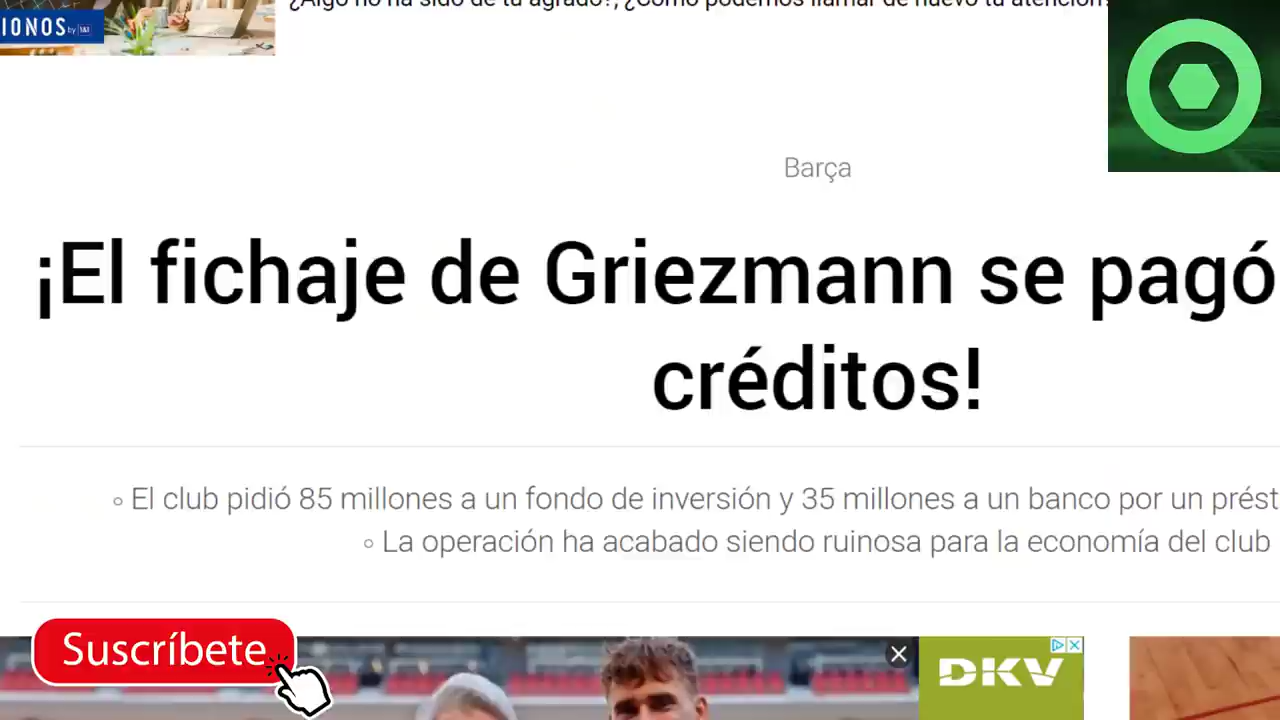 ¿Algo no ha sido de tu agrado?, ¿Cómo podemos llamar de nuevo tu atención?
IONOS by 1&1
Barça
¡El fichaje de Griezmann se pagó
créditos!
El club pidió 85 millones a un fondo de inversión y 35 millones a un banco por un prést
La operación ha acabado siendo ruinosa para la economía del club
Suscríbete
DKV